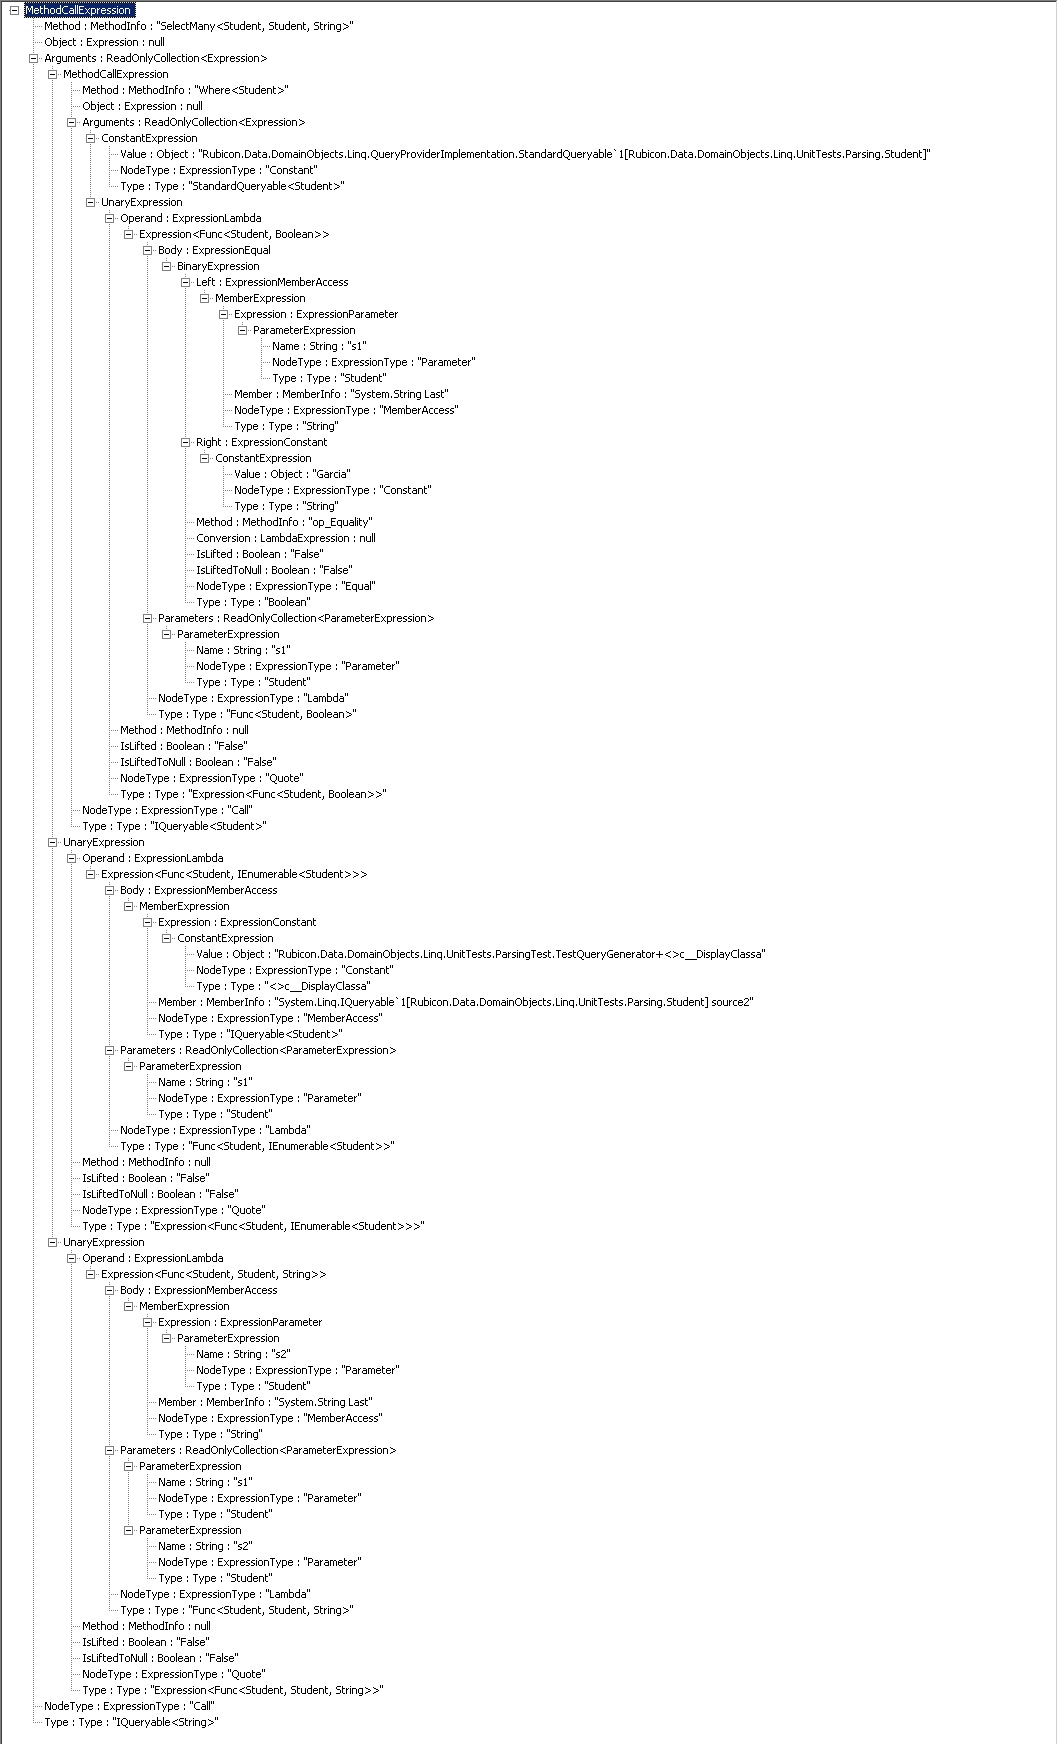 MethodCallExpression
Method : MethodInfo : "SelectMany<Student, Student, String>"
Object : Expression : null
Arguments : ReadOnlyCollection<Expression>
MethodCallExpression
Method : MethodInfo : "Where<Student>"
Object : Expression : null
Arguments : ReadOnlyCollection<Expression>
ConstantExpression
Value : Object : "Rubicon.Data.DomainObjects.Linq.QueryProviderImplementation.StandardQueryable`1[Rubicon.Data.DomainObjects.Linq.UnitTests.Parsing.Student]"
NodeType : ExpressionType : "Constant"
Type : Type : "StandardQueryable<Student>"
UnaryExpression
Operand : ExpressionLambda
Expression<Func<Student, Boolean>>
Body : ExpressionEqual
BinaryExpression
Left : ExpressionMemberAccess
MemberExpression
Expression : ExpressionParameter
ParameterExpression
Name : String : "s1"
NodeType : ExpressionType : "Parameter"
Type : Type : "Student"
Member : MemberInfo : "System.String Last"
NodeType : ExpressionType : "MemberAccess"
Type : Type : "String"
Right : ExpressionConstant
ConstantExpression
Value : Object : "Garcia"
NodeType : ExpressionType : "Constant"
Type : Type : "String"
Method : MethodInfo : "op_Equality"
Conversion : LambdaExpression : null
IsLifted : Boolean : "False"
IsLiftedToNull : Boolean : "False"
NodeType : ExpressionType : "Equal"
Type : Type : "Boolean"
Parameters : ReadOnlyCollection<ParameterExpression>
ParameterExpression
Name : String : "s1"
NodeType : ExpressionType : "Parameter"
Type : Type : "Student"
NodeType : ExpressionType : "Lambda"
Type : Type : "Func<Student, Boolean>"
Method : MethodInfo : null
IsLifted : Boolean : "False"
IsLiftedToNull : Boolean : "False"
NodeType : ExpressionType : "Quote"
Type : Type : "Expression<Func<Student, Boolean>>"
NodeType : ExpressionType : "Call"
Type : Type : "IQueryable<Student>"
UnaryExpression
Operand : ExpressionLambda
Expression<Func<Student, IEnumerable<Student>>>
Body : ExpressionMemberAccess
MemberExpression
Expression : ExpressionConstant
ConstantExpression
Value : Object : "Rubicon.Data.DomainObjects.Linq.UnitTests.ParsingTest.TestQueryGenerator+<>c__DisplayClassa"
NodeType : ExpressionType : "Constant"
Type : Type : "<>c__DisplayClassa"
Member : MemberInfo : "System.Linq.IQueryable`1[Rubicon.Data.DomainObjects.Linq.UnitTests.Parsing.Student] source2"
NodeType : ExpressionType : "MemberAccess"
Type : Type : "IQueryable<Student>"
Parameters : ReadOnlyCollection<ParameterExpression>
ParameterExpression
Name : String : "s1"
NodeType : ExpressionType : "Parameter"
Type : Type : "Student"
NodeType : ExpressionType : "Lambda"
Type : Type : "Func<Student, IEnumerable<Student>>"
Method : MethodInfo : null
IsLifted : Boolean : "False"
IsLiftedToNull : Boolean : "False"
NodeType : ExpressionType : "Quote"
Type : Type : "Expression<Func<Student, IEnumerable<Student>>>"
UnaryExpression
Operand : ExpressionLambda
Expression<Func<Student, Student, String>>
Body : ExpressionMemberAccess
MemberExpression
Expression : ExpressionParameter
ParameterExpression
Name : String : "s2"
NodeType : ExpressionType : "Parameter"
Type : Type : "Student"
Member : MemberInfo : "System.String Last"
NodeType : ExpressionType : "MemberAccess"
Type : Type : "String"
Parameters : ReadOnlyCollection<ParameterExpression>
ParameterExpression
Name : String : "s1"
NodeType : ExpressionType : "Parameter"
Type : Type : "Student"
ParameterExpression
Name : String : "s2"
NodeType : ExpressionType : "Parameter"
Type : Type : "Student"
NodeType : ExpressionType : "Lambda"
Type : Type : "Func<Student, Student, String>"
Method : MethodInfo : null
IsLifted : Boolean : "False"
IsLiftedToNull : Boolean : "False"
NodeType : ExpressionType : "Quote"
Type : Type : "Expression<Func<Student, Student, String>>"
NodeType : ExpressionType : "Call"
Type : Type : "IQueryable<String>"